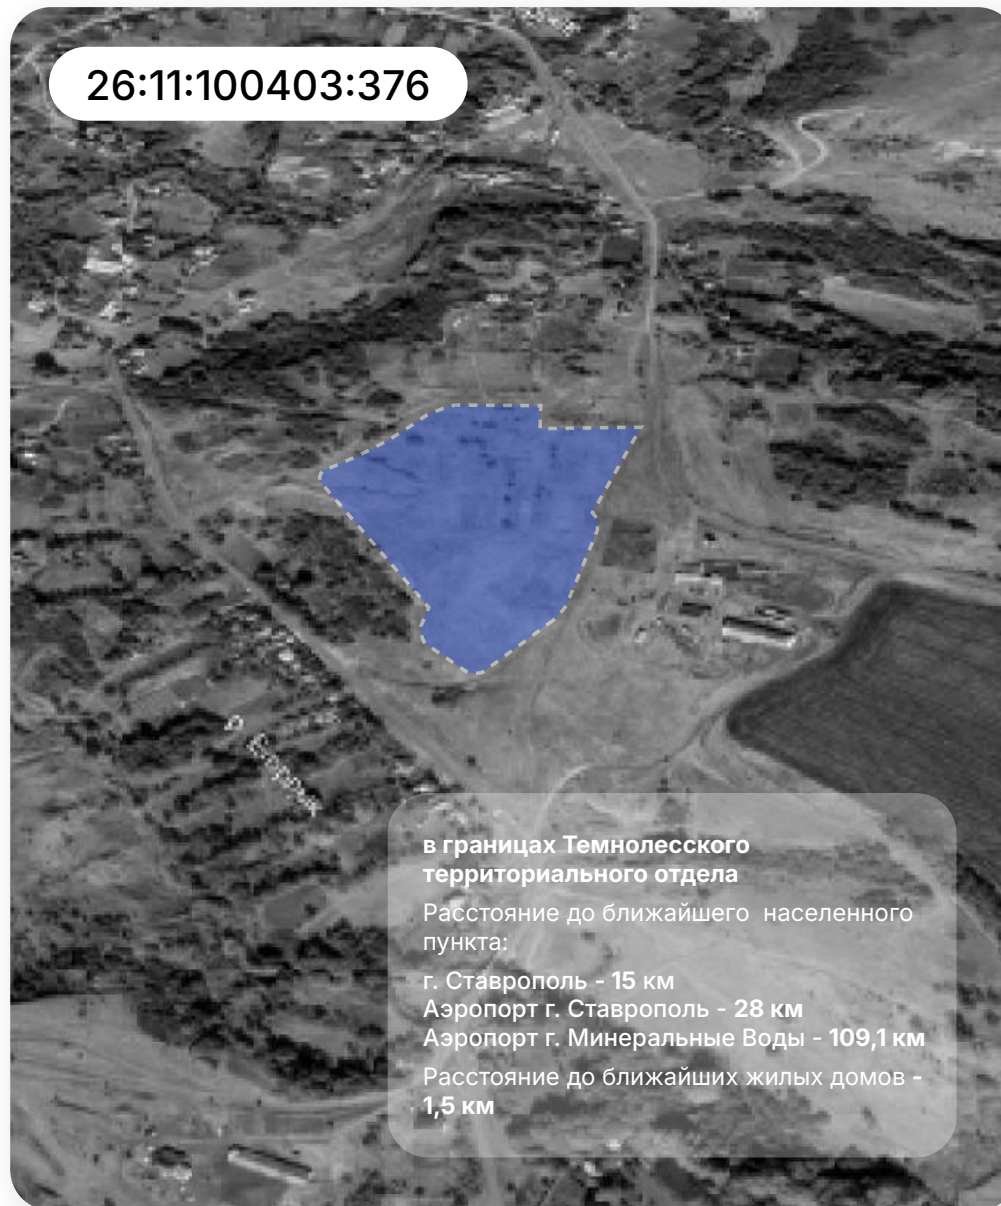 26:11:100403:376
р. Егорлык
в границах Темнолесского
территориального отдела
Расстояние до ближайшего населенного
пункта:
г. Ставрополь - 15 км
Аэропорт г. Ставрополь - 28 км
Аэропорт г. Минеральные Воды - 109,1 км
Расстояние до ближайших жилых домов -
1,5 км